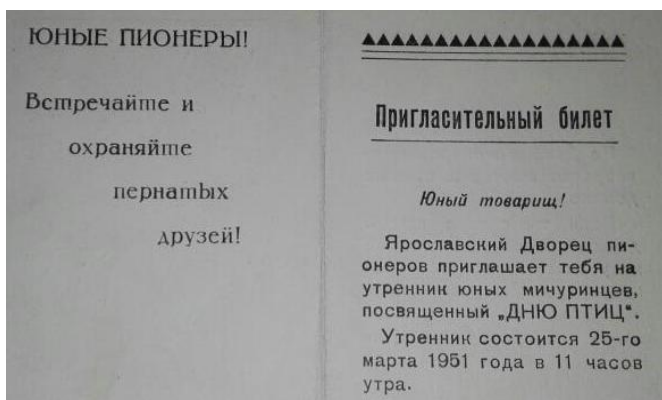 ЮНЫЕ ПИОНЕРЫ!
Встречайте и
охраняйте
пернатых
друзей!
Пригласительный билет
Юный товарищ!
Ярославский Дворец пи-
онеров приглашает тебя на
утренник юных мичуринцев,
посвященный „ДНЮ ПТИЦ“.
Утренник состоится 25-го
марта 1951 года в 11 часов
утра.